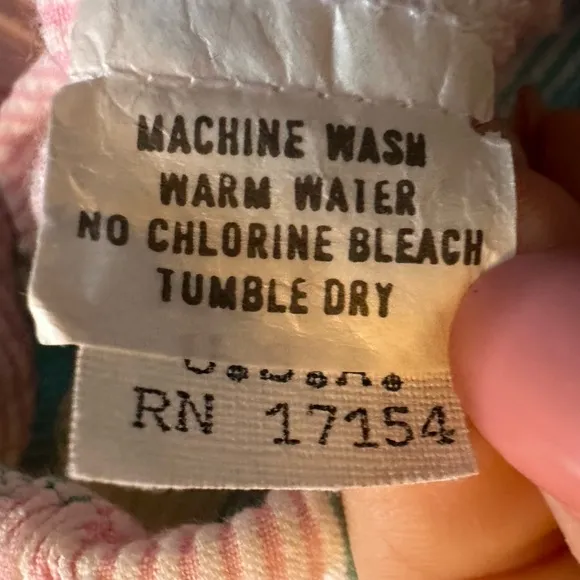 MACHINE WASH
WARM WATER
NO CHLORINE BLEACH
TUMBLE DRY
RN 17154